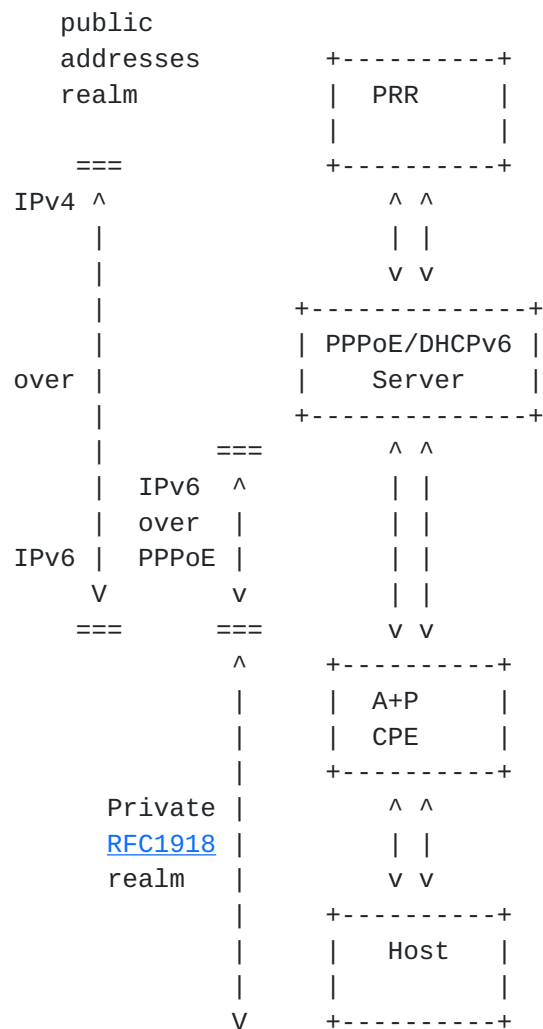 public
addresses +----------+
realm | PRR |
| |
=== +----------+
IPv4 ^ ^ ^
| | |
| v v
| +--------------+
| | PPPoE/DHCPv6 |
over | | Server |
| +--------------+
| === ^ ^
| IPv6 ^ | |
| over | | |
IPv6 | PPPoE | | |
V v | |
=== === v v
^ +----------+
| | A+P |
| | CPE |
| +----------+
Private | ^ ^
RFC1918 | | |
realm | v v
| +----------+
| | Host |
| | |
V +----------+